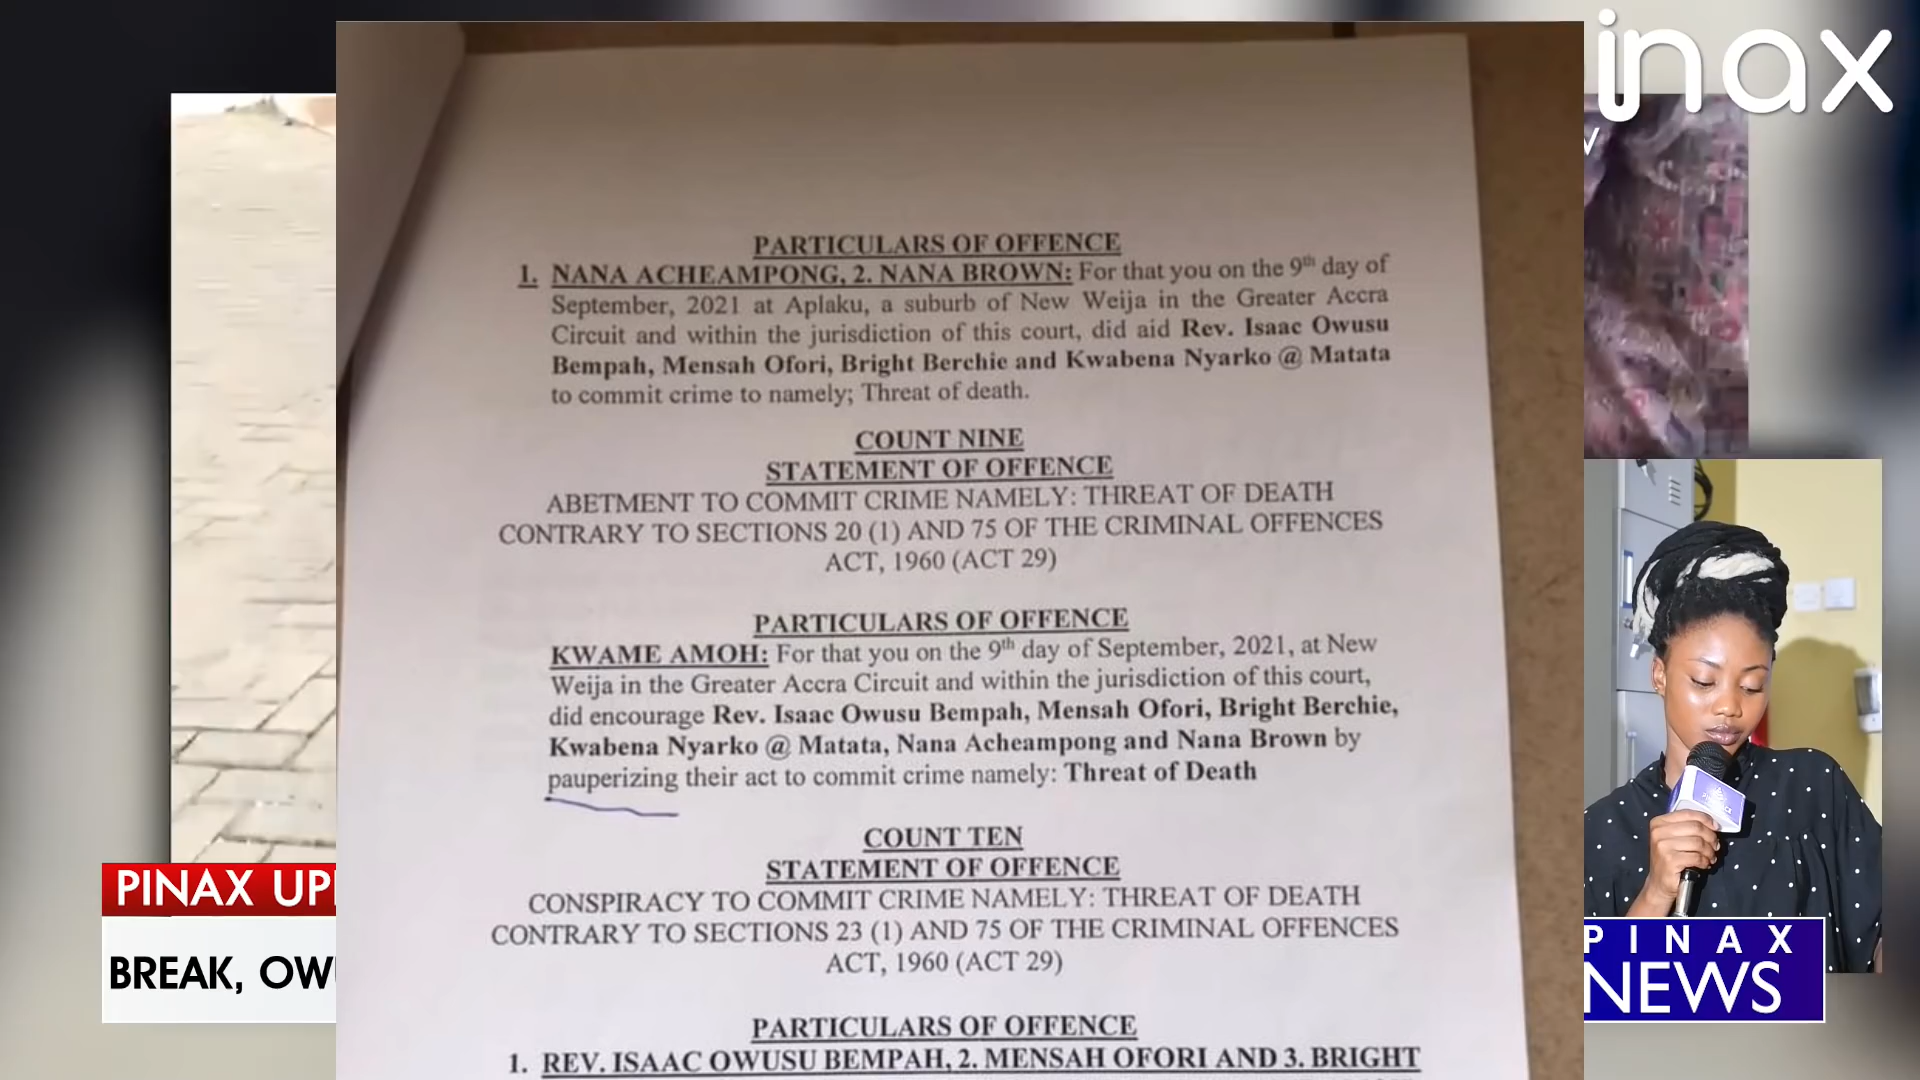 inax
PARTICULARS OF OFFENCE
1. NANA ACHEAMPONG, 2. NANA BROWN: For that you on the 9th day of
September, 2021 at Aplaku, a suburb of New Weija in the Greater Accra
Circuit and within the jurisdiction of this court, did aid Rev. Isaac Owusu
Bempah, Mensah Ofori, Bright Berchie and Kwabena Nyarko @ Matata
to commit crime to namely; Threat of death.
COUNT NINE
STATEMENT OF OFFENCE
ABETMENT TO COMMIT CRIME NAMELY: THREAT OF DEATH
CONTRARY TO SECTIONS 20 (1) AND 75 OF THE CRIMINAL OFFENCES
ACT, 1960 (ACT 29)
PARTICULARS OF OFFENCE
KWAME AMOH: For that you on the 9th day of September, 2021, at New
Weija in the Greater Accra Circuit and within the jurisdiction of this court,
did encourage Rev. Isaac Owusu Bempah, Mensah Ofori, Bright Berchie,
Kwabena Nyarko @ Matata, Nana Acheampong and Nana Brown by
pauperizing their act to commit crime namely: Threat of Death
COUNT TEN
STATEMENT OF OFFENCE
CONSPIRACY TO COMMIT CRIME NAMELY: THREAT OF DEATH
CONTRARY TO SECTIONS 23 (1) AND 75 OF THE CRIMINAL OFFENCES
ACT, 1960 (ACT 29)
PARTICULARS OF OFFENCE
1. REV. ISAAC OWUSU BEMPAH, 2. MENSAH OFORI AND 3. BRIGHT
PINAX UP
BREAK, OW
PINAX
NEWS